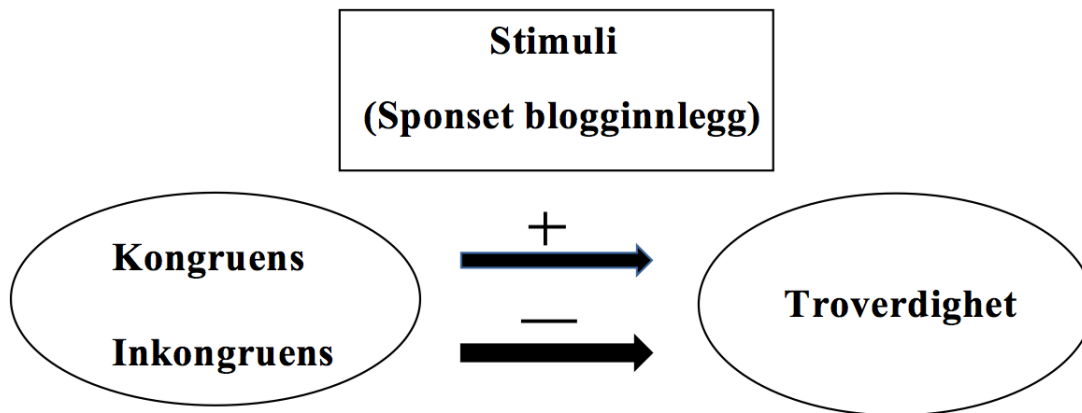 Stimuli
(Sponset blogginnlegg)
Kongruens
+
Troverdighet
Inkongruens
—